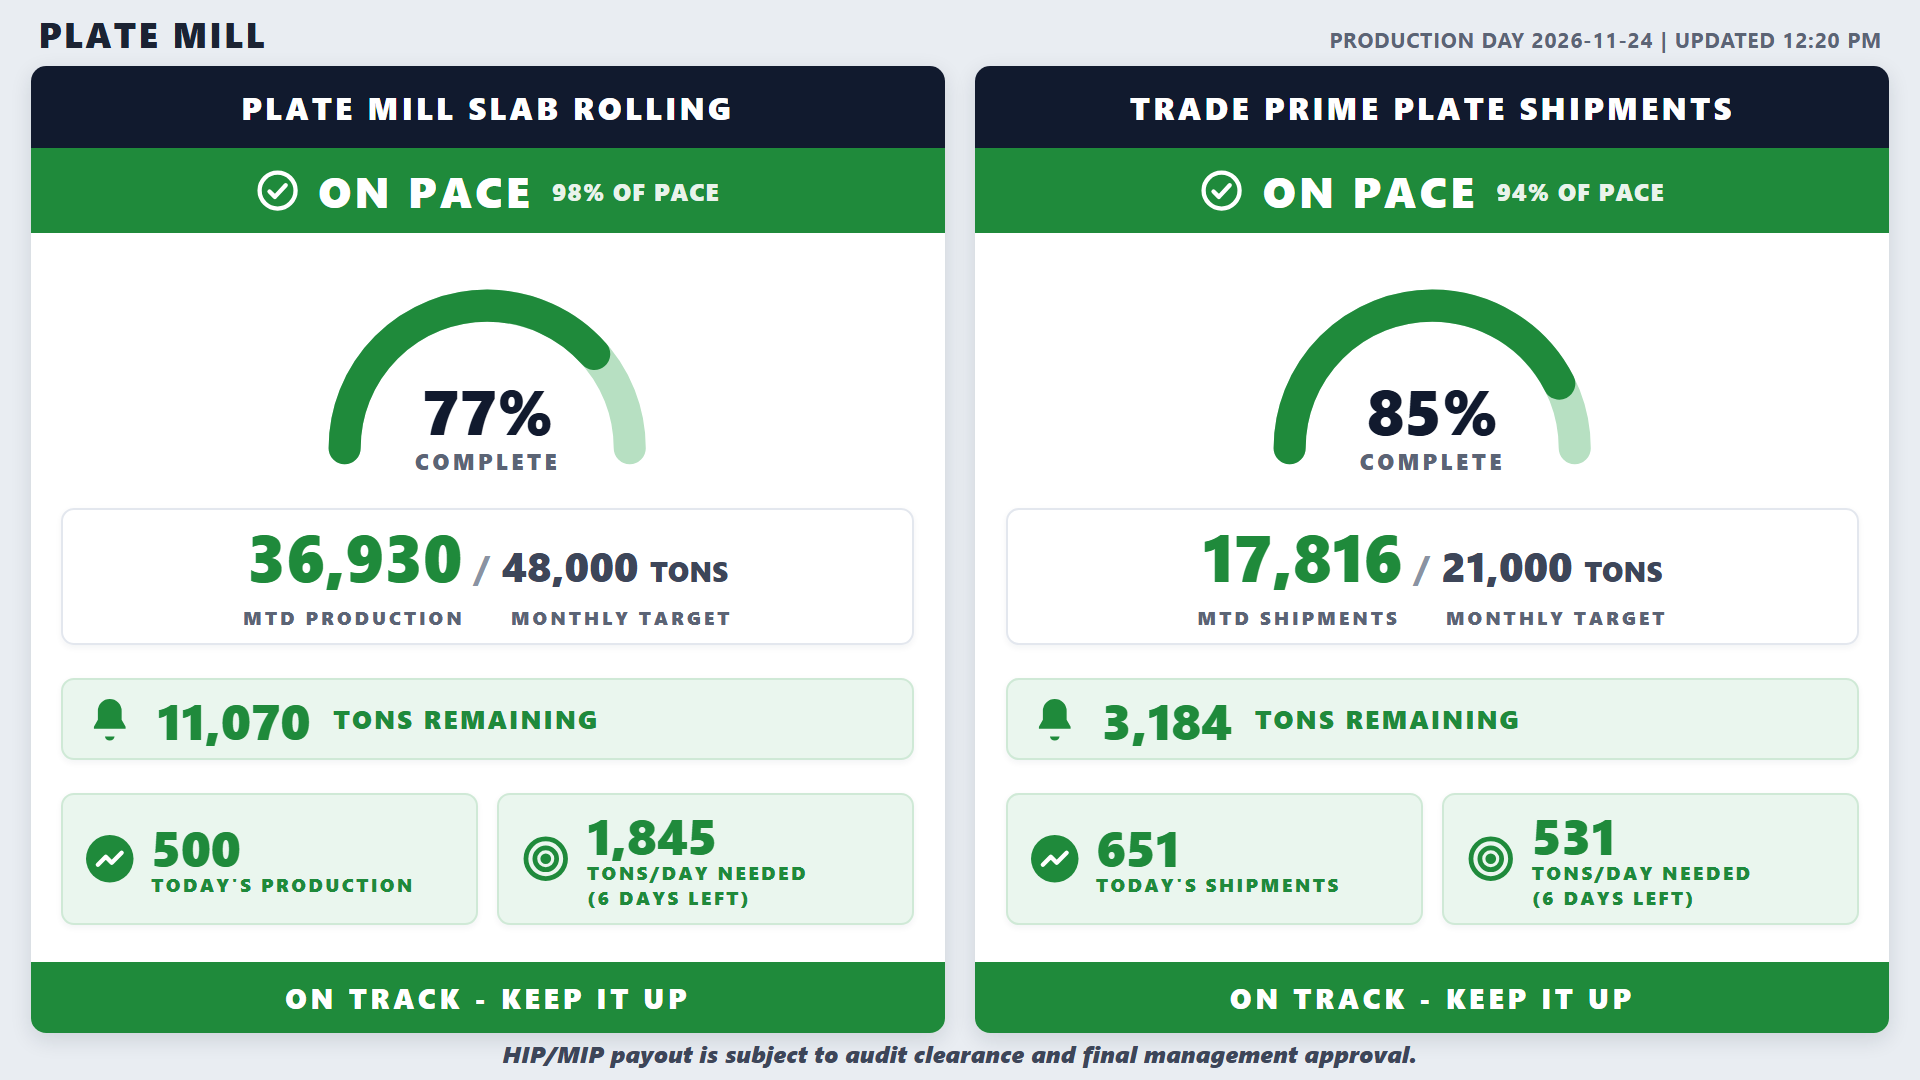 PLATE MILL
PRODUCTION DAY 2026-11-24 | UPDATED 12:20 PM
PLATE MILL SLAB ROLLING
ON PACE 98% OF PACE
77%
COMPLETE
36,930 / 48,000 TONS
MTD PRODUCTION MONTHLY TARGET
11,070 TONS REMAINING
500
TODAY'S PRODUCTION
1,845
TONS/DAY NEEDED
(6 DAYS LEFT)
ON TRACK - KEEP IT UP
TRADE PRIME PLATE SHIPMENTS
ON PACE 94% OF PACE
85%
COMPLETE
17,816 / 21,000 TONS
MTD SHIPMENTS MONTHLY TARGET
3,184 TONS REMAINING
651
TODAY'S SHIPMENTS
531
TONS/DAY NEEDED
(6 DAYS LEFT)
ON TRACK - KEEP IT UP
HIP/MIP payout is subject to audit clearance and final management approval.